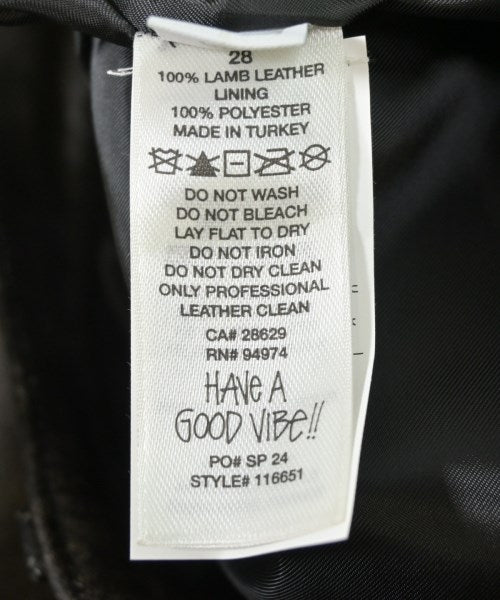 28
100% LAMB LEATHER
LINING
100% POLYESTER
MADE IN TURKEY
DO NOT WASH
DO NOT BLEACH
LAY FLAT TO DRY
DO NOT IRON
DO NOT DRY CLEAN
ONLY PROFESSIONAL
LEATHER CLEAN
CA# 28629
RN# 94974
HAVE A
GOOD VIBE!!
PO# SP 24
STYLE# 116651